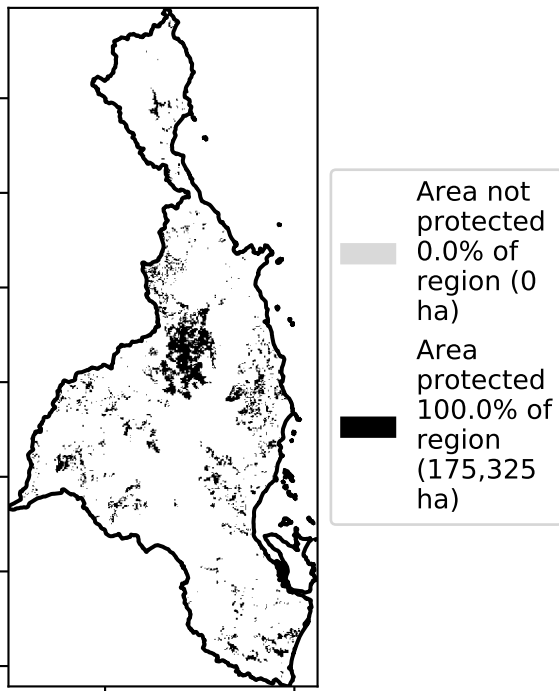 Area not
protected
0.0% of
region (0
ha)
Area
protected
100.0% of
region
(175,325
ha)